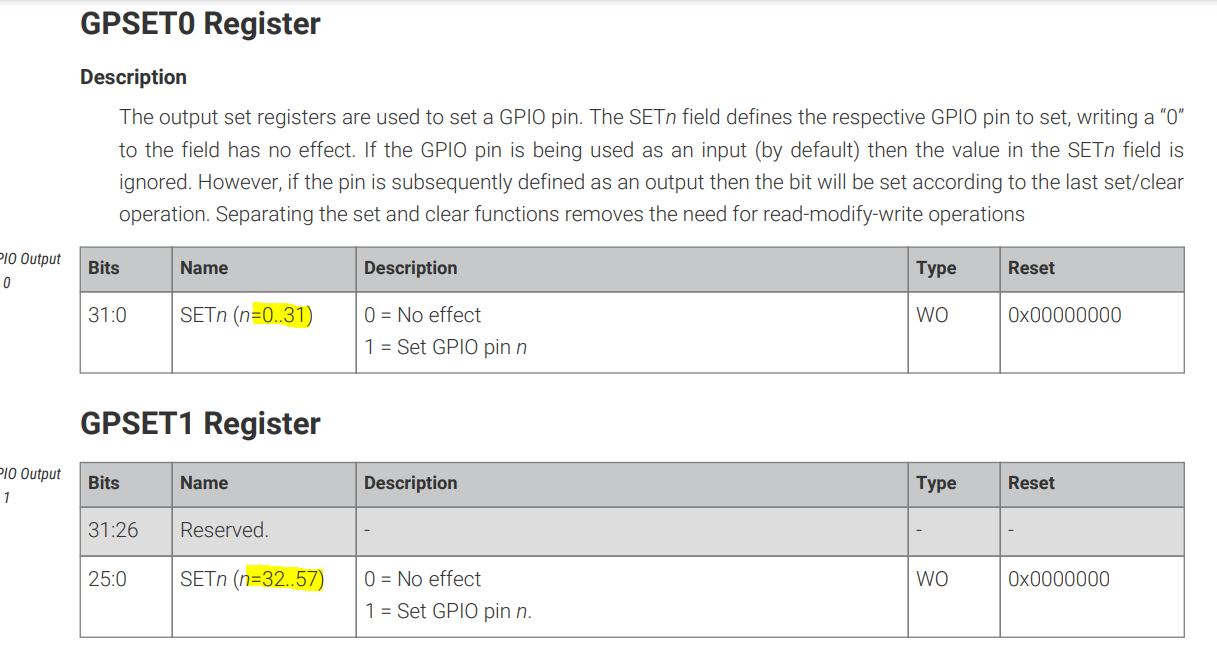 GPSET0 Register
Description
The output set registers are used to set a GPIO pin. The SETn field defines the respective GPIO pin to set, writing a “0”
to the field has no effect. If the GPIO pin is being used as an input (by default) then the value in the SETn field is
ignored. However, if the pin is subsequently defined as an output then the bit will be set according to the last set/clear
operation. Separating the set and clear functions removes the need for read-modify-write operations
PIO Output
0
Bits Name Description Type Reset
31:0 SETn (n=0..31) 0 = No effect WO 0x00000000
1 = Set GPIO pin n
GPSET1 Register
PIO Output
1
Bits Name Description Type Reset
31:26 Reserved. - - -
25:0 SETn (n=32..57) 0 = No effect WO 0x0000000
1 = Set GPIO pin n.